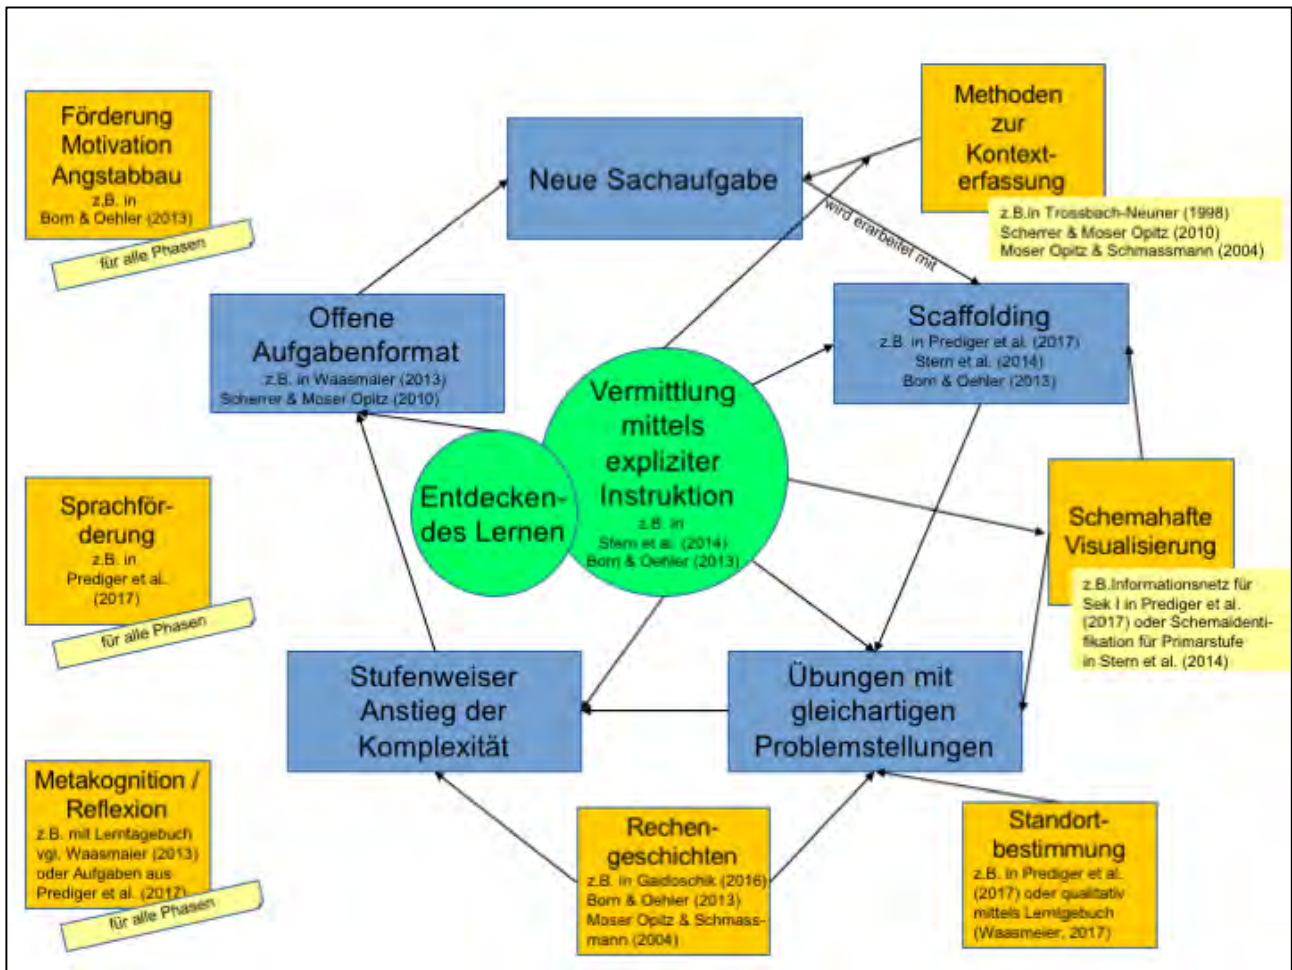 Förderung
Motivation
Angstabbau
z.B. in
Born & Oehler (2013)
für alle Phasen
Neue Sachaufgabe
Methoden
zur
Kontext-
erfassung
z.B.in Trossbach-Neuner (1998)
Scherrer & Moser Opitz (2010)
Moser Opitz & Schmassmann (2004)
wird erarbeitet mit
Offene
Aufgabenformat
z.B. in Waasmaier (2013)
Scherrer & Moser Opitz (2010)
Scaffolding
z.B. in Prediger et al. (2017)
Stern et al. (2014)
Born & Oehler (2013)
Vermittlung
mittels
expliziter
Instruktion
z.B. in
Stern et al. (2014)
Born & Oehler (2013)
Entdecken-
des Lernen
Sprachför-
derung
z.B. in
Prediger et al.
(2017)
für alle Phasen
Schemahafte
Visualisierung
z.B.Informationsnetz für
Sek I in Prediger et al.
(2017) oder Schemaidenti-
fikation für Primarstufe
in Stern et al. (2014)
Stufenweiser
Anstieg der
Komplexität
Übungen mit
gleichartigen
Problemstellungen
Metakognition /
Reflexion
z.B. mit Lerntagebuch
vgl. Waasmaier (2013)
oder Aufgaben aus
Prediger et al. (2017)
für alle Phasen
Rechen-
geschichten
z.B. in Gaidoschik (2016)
Born & Oehler (2013)
Moser Opitz & Schmass-
mann (2004)
Standort-
bestimmung
z.B. in Prediger et al.
(2017) oder qualitativ
mittels Lerntgebuch
(Waasmeier, 2017)